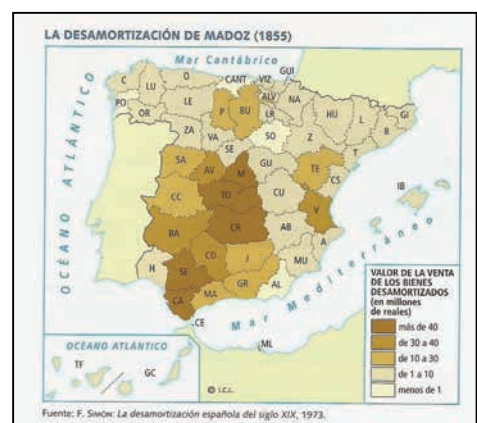 LA DESAMORTIZACIÓN DE MADOZ (1855)
Mar Cantábrico
OCÉANO ATLÁNTICO
C
LU
O
CANT
VIZ
GUI
PO
OR
LE
P
BU
ALV
NA
LR
HU
L
GI
B
ZA
VA
SO
Z
T
SE
SA
AV
M
GU
TE
CS
CC
TO
CU
V
IB
BA
CR
AB
A
H
SE
CO
J
MU
CA
MA
GR
AL
CE
ML
Mar Mediterráneo
OCÉANO ATLÁNTICO
TF
GC
© I.C.L.
VALOR DE LA VENTA
DE LOS BIENES
DESAMORTIZADOS
(en millones
de reales)
más de 40
de 30 a 40
de 10 a 30
de 1 a 10
menos de 1
Fuente: F. SIMÓN: La desamortización española del siglo XIX, 1973.